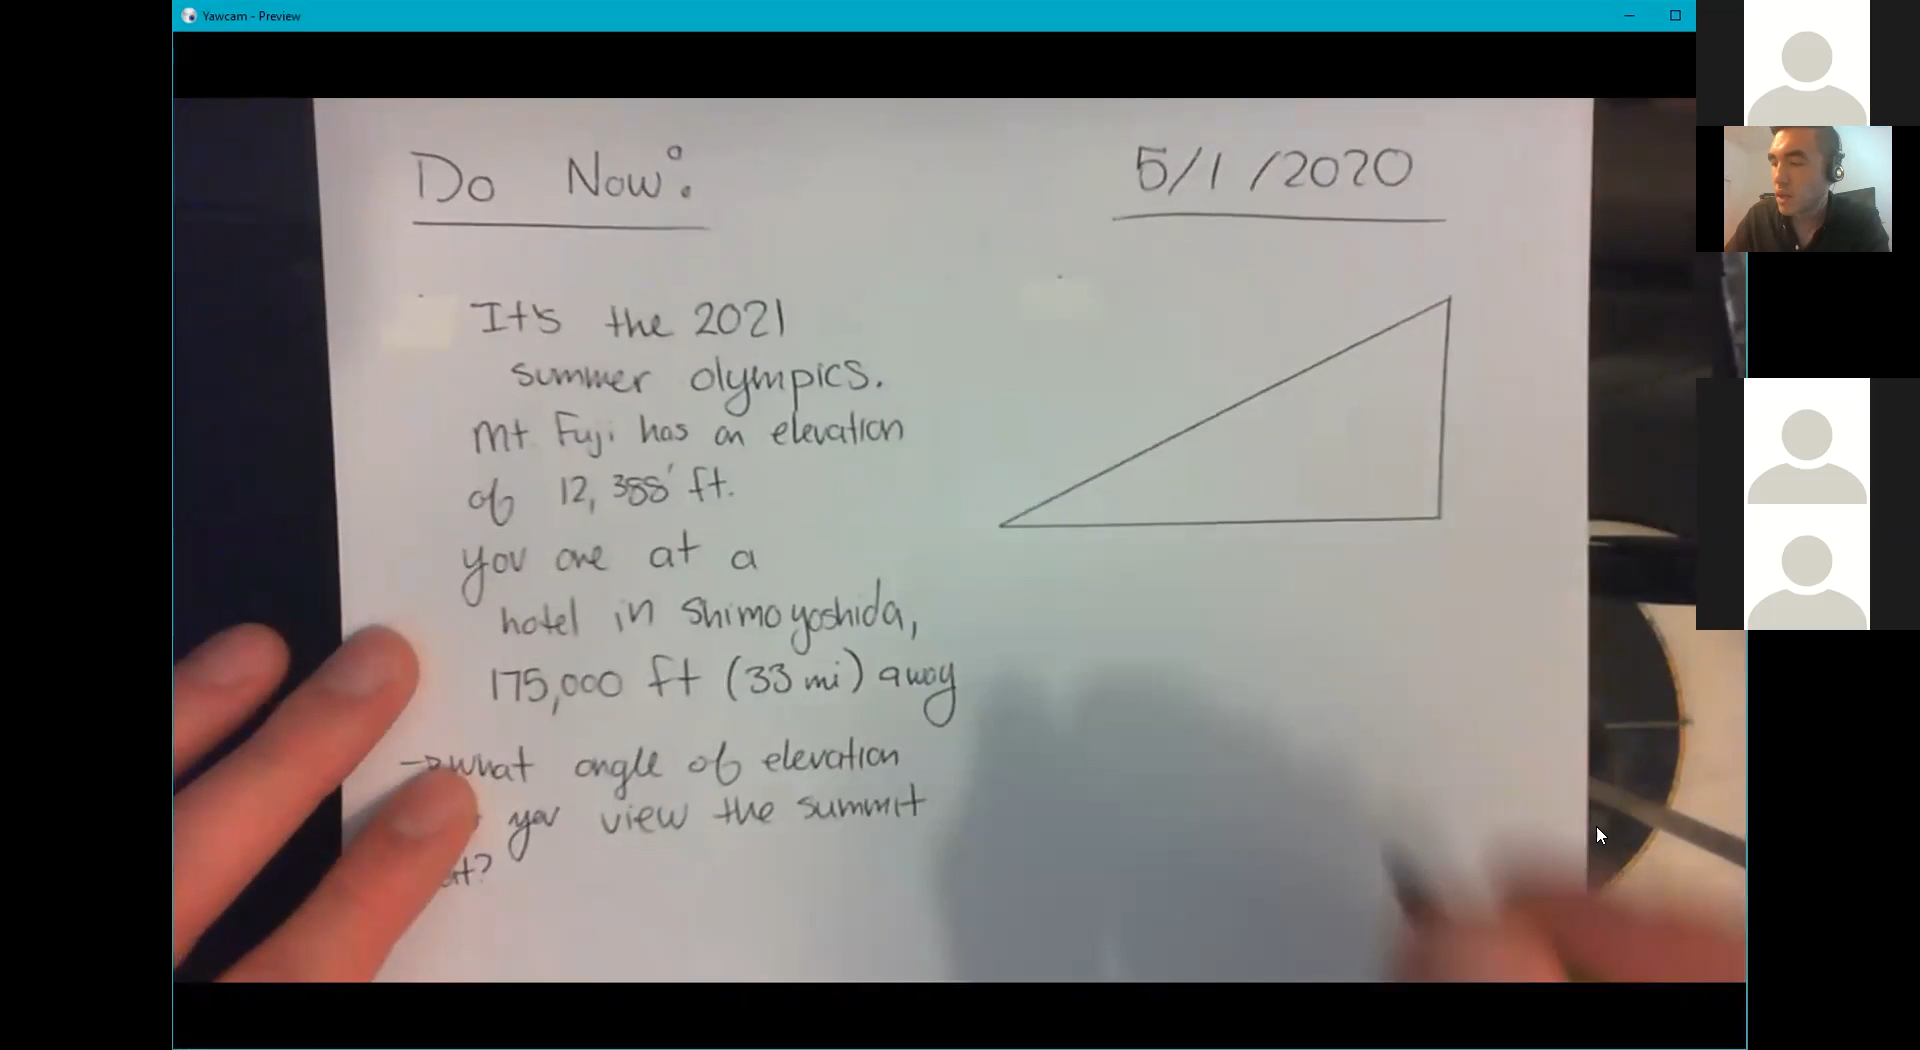 Yawcam - Preview
Do Now:
5/1/2020
It's the 2021
summer olympics.
Mt Fuji has an elevation
of 12,388' ft.
you are at a
hotel in Shimoyoshida,
175,000 ft (33 mi) away
→ what angle of elevation
you view the summit
at?